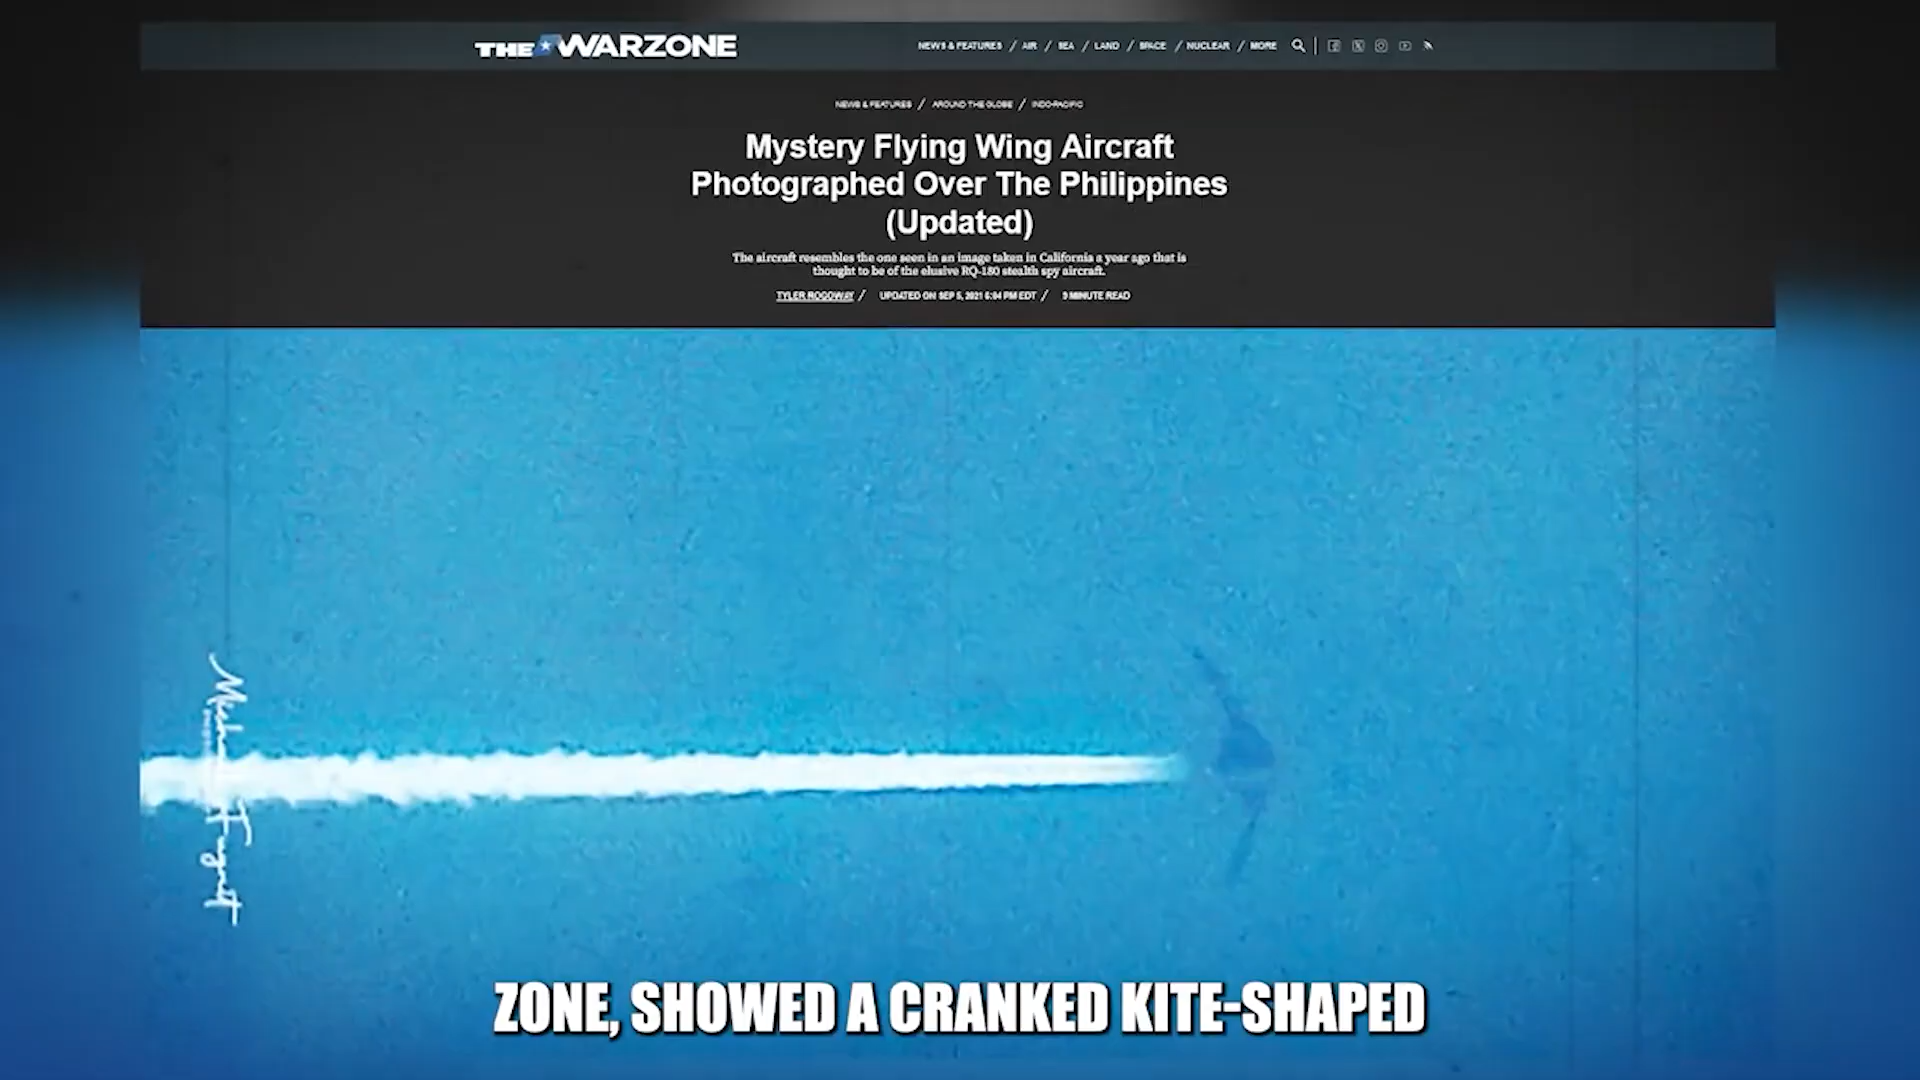 THE WARZONE
NEWS & FEATURES / AIR / SEA / LAND / SPACE / NUCLEAR / MORE
NEWS & FEATURES / AROUND THE GLOBE / INDO-PACIFIC
Mystery Flying Wing Aircraft
Photographed Over The Philippines
(Updated)
The aircraft resembles the one seen in an image taken in California a year ago that is
thought to be of the elusive RQ-180 stealth spy aircraft.
TYLER ROGOWAY / UPDATED ON SEP 5, 2021 6:04 PM EDT / 9 MINUTE READ
ZONE, SHOWED A CRANKED KITE-SHAPED